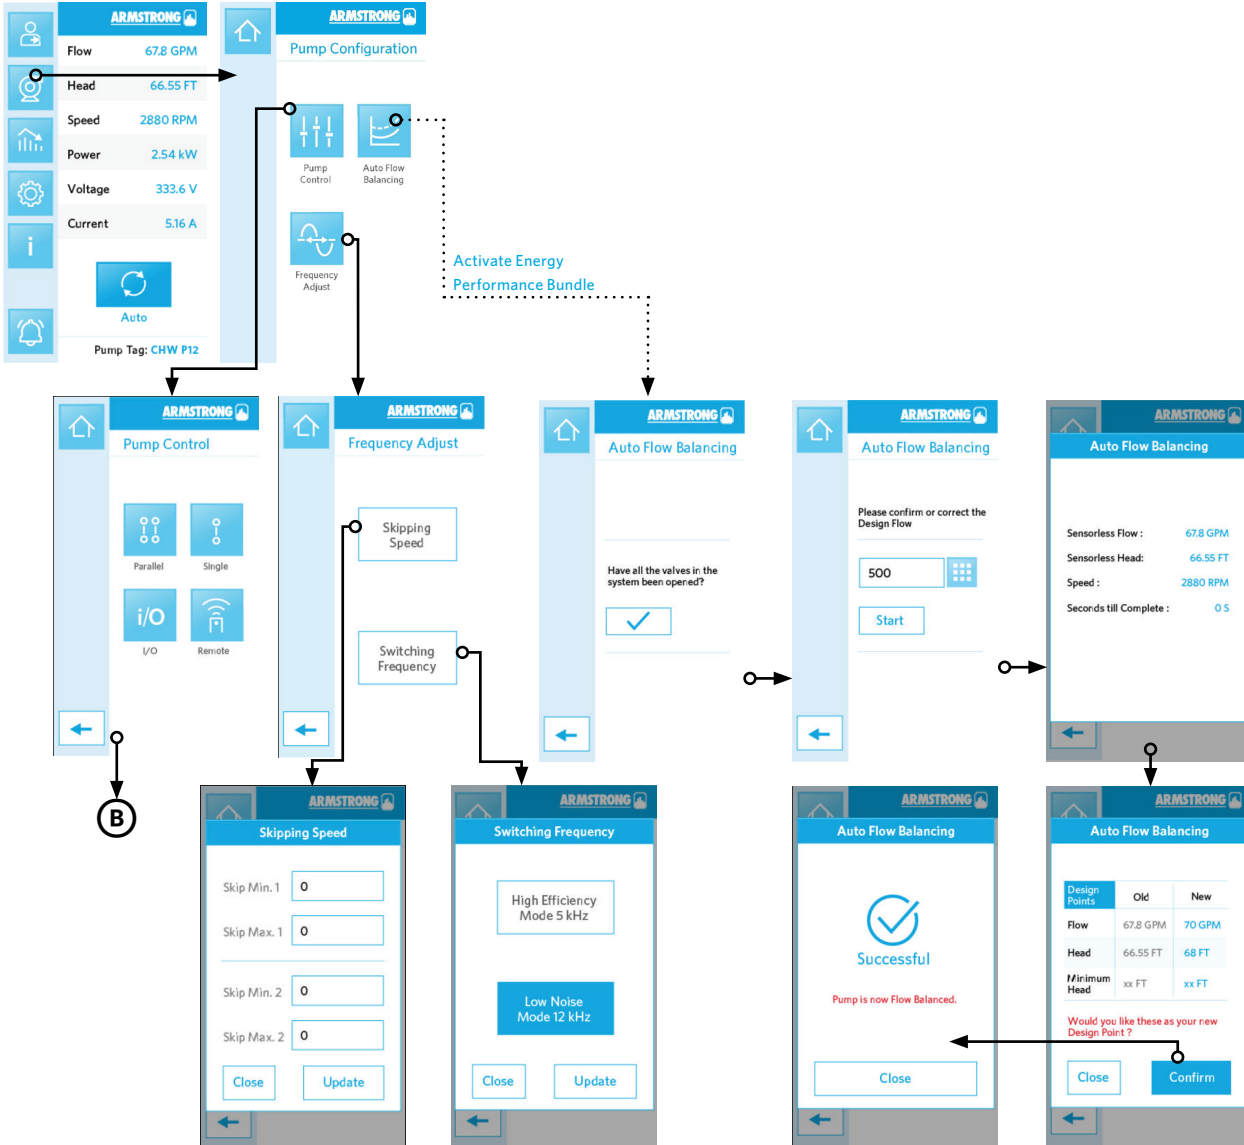 ARMSTRONG
Flow 67.8 GPM
Head 66.55 FT
Speed 2880 RPM
Power 2.54 kW
Voltage 333.6 V
Current 5.16 A
i
Auto
Pump Tag: CHW P12
ARMSTRONG
Pump Configuration
Pump
Control
Auto Flow
Balancing
Frequency
Adjust
Activate Energy
Performance Bundle
ARMSTRONG
Pump Control
Parallel
Single
i/O
I/O
Remote
B
ARMSTRONG
Frequency Adjust
Skipping
Speed
Switching
Frequency
ARMSTRONG
Auto Flow Balancing
Have all the valves in the
system been opened?
ARMSTRONG
Auto Flow Balancing
Please confirm or correct the
Design Flow
500
Start
ARMSTRONG
Auto Flow Balancing
Sensorless Flow : 67.8 GPM
Sensorless Head: 66.55 FT
Speed : 2880 RPM
Seconds till Complete : 0 S
ARMSTRONG
Skipping Speed
Skip Min. 1 0
Skip Max. 1 0
Skip Min. 2 0
Skip Max. 2 0
Close Update
ARMSTRONG
Switching Frequency
High Efficiency
Mode 5 kHz
Low Noise
Mode 12 kHz
Close Update
ARMSTRONG
Auto Flow Balancing
Successful
Pump is now Flow Balanced.
Close
ARMSTRONG
Auto Flow Balancing
Design
Points Old New
Flow 67.8 GPM 70 GPM
Head 66.55 FT 68 FT
Minimum
Head xx FT xx FT
Would you like these as your new
Design Point ?
Close Confirm